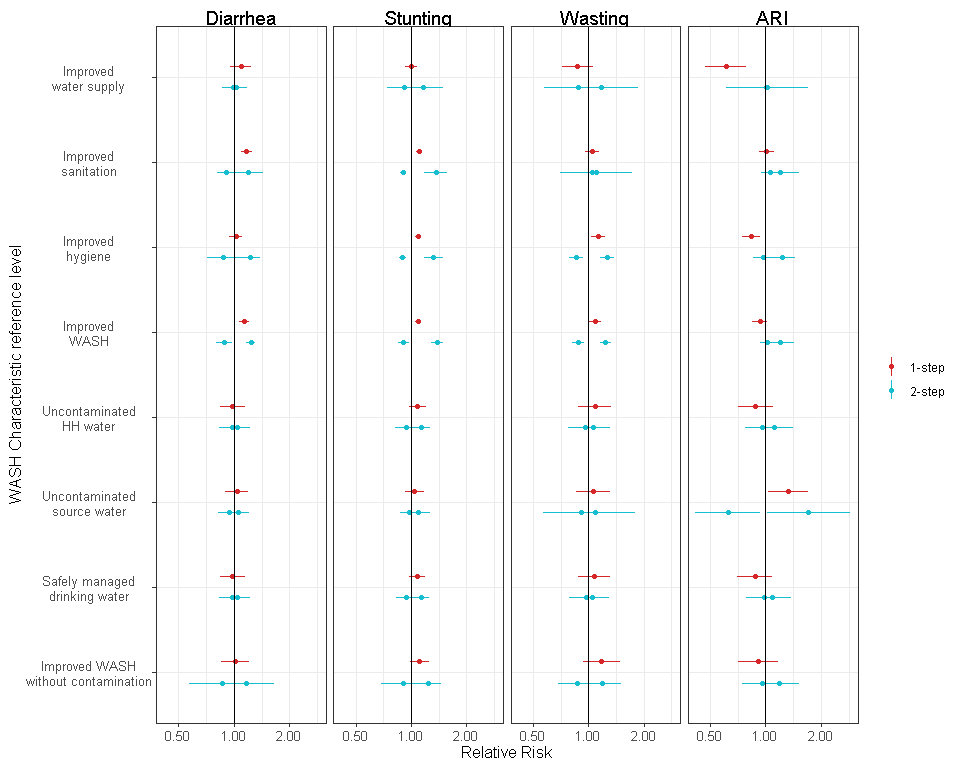 Diarrhea Stunting Wasting ARI
WASH Characteristic reference level
Improved
water supply
Improved
sanitation
Improved
hygiene
Improved
WASH
Uncontaminated
HH water
Uncontaminated
source water
Safely managed
drinking water
Improved WASH
without contamination
0.50 1.00 2.00 0.50 1.00 2.00 0.50 1.00 2.00 0.50 1.00 2.00
Relative Risk
1-step
2-step